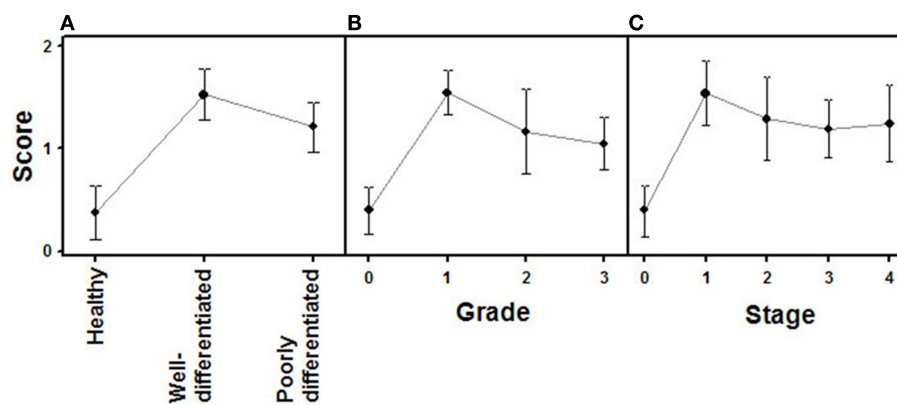 A B C
Score
2
1
0
Healthy
Well-
differentiated
Poorly
differentiated
0 1 2 3
Grade
0 1 2 3 4
Stage